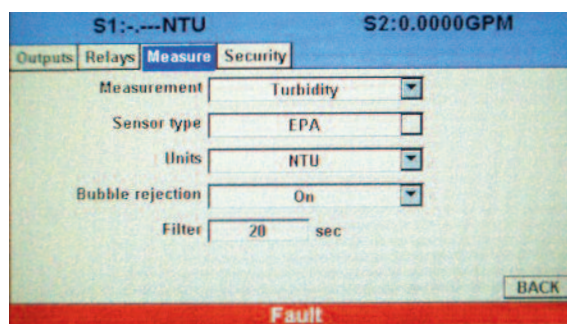 S1:-.---NTU S2:0.0000GPM
Outputs Relays Measure Security
Measurement Turbidity
Sensor type EPA
Units NTU
Bubble rejection On
Filter 20 sec
BACK
Fault